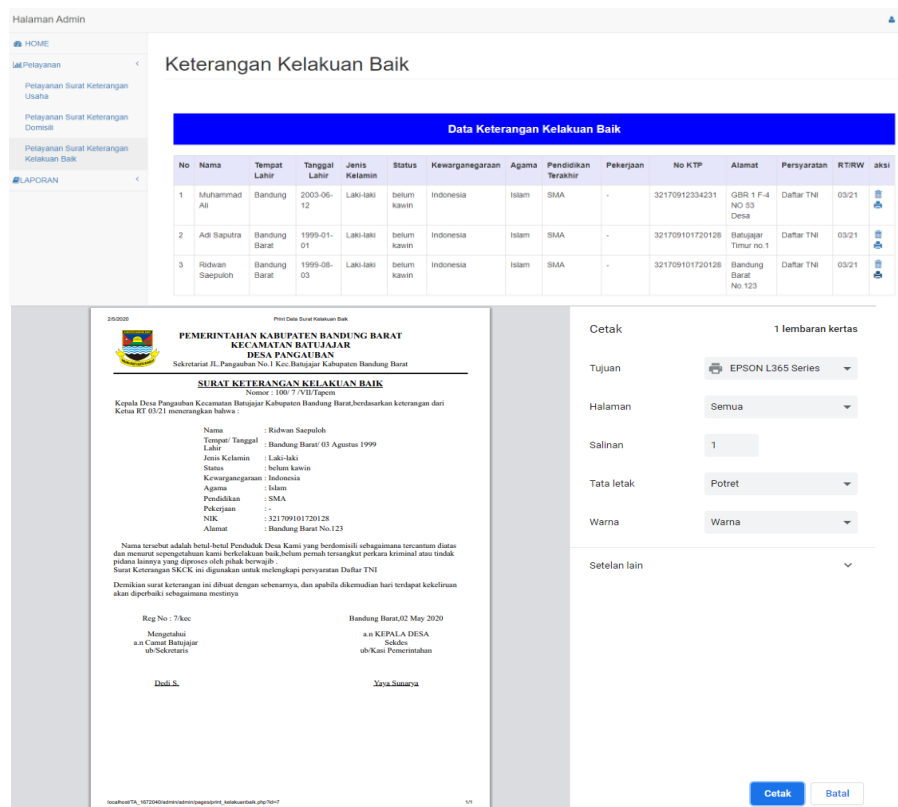 Halaman Admin
HOME
Pelayanan
Pelayanan Surat Keterangan
Usaha
Pelayanan Surat Keterangan
Domisili
Pelayanan Surat Keterangan
Kelakuan Baik
LAPORAN
Keterangan Kelakuan Baik
Data Keterangan Kelakuan Baik
No Nama Tempat Lahir Tanggal Lahir Jenis Kelamin Status Kewarganegaraan Agama Pendidikan Terakhir Pekerjaan No KTP Alamat Persyaratan RT/RW aksi
1 Muhammad Ali Bandung 2003-06-12 Laki-laki belum kawin Indonesia Islam SMA - 32170912334231 GBR 1 F-4 NO 53 Desa Daftar TNI 03/21
2 Adi Saputra Bandung Barat 1999-01-01 Laki-laki belum kawin Indonesia Islam SMA - 321709101720128 Batujajar Timur no.1 Daftar TNI 03/21
3 Ridwan Saepuloh Bandung Barat 1999-08-03 Laki-laki belum kawin Indonesia Islam SMA - 321709101720128 Bandung Barat No.123 Daftar TNI 03/21
2/5/2020 Print Data Surat Kelakuan Baik
PEMERINTAHAN KABUPATEN BANDUNG BARAT
KECAMATAN BATUJAJAR
DESA PANGAUBAN
Sekretariat JL.Pangauban No.1 Kec.Batujajar Kabupaten Bandung Barat
SURAT KETERANGAN KELAKUAN BAIK
Nomor : 100/ 7 /VII/Tapem
Kepala Desa Pangauban Kecamatan Batujajar Kabupaten Bandung Barat,berdasarkan keterangan dari
Ketua RT 03/21 menerangkan bahwa :
Nama : Ridwan Saepuloh
Tempat/ Tanggal Lahir : Bandung Barat/ 03 Agustus 1999
Jenis Kelamin : Laki-laki
Status : belum kawin
Kewarganegaraan : Indonesia
Agama : Islam
Pendidikan : SMA
Pekerjaan : -
NIK : 321709101720128
Alamat : Bandung Barat No.123
Nama tersebut adalah betul-betul Penduduk Desa Kami yang berdomisili sebagaimana tercantum diatas
dan menurut sepengetahuan kami berkelakuan baik,belum pernah tersangkut perkara kriminal atau tindak
pidana lainnya yang diproses oleh pihak berwajib .
Surat Keterangan SKCK ini digunakan untuk melengkapi persyaratan Daftar TNI
Demikian surat keterangan ini dibuat dengan sebenarnya, dan apabila dikemudian hari terdapat kekeliruan
akan diperbaiki sebagaimana mestinya
Reg No : 7/kec Bandung Barat,02 May 2020
Mengetahui a.n KEPALA DESA
a.n Camat Batujajar Sekdes
ub/Sekretaris ub/Kasi Pemerintahan
Dedi S. Yaya Sunarya
localhost/TA_1672040/admin/admin/pages/print_kelakuanbaik.php?id=7 1/1
Cetak 1 lembaran kertas
Tujuan EPSON L365 Series
Halaman Semua
Salinan 1
Tata letak Potret
Warna Warna
Setelan lain
Cetak Batal